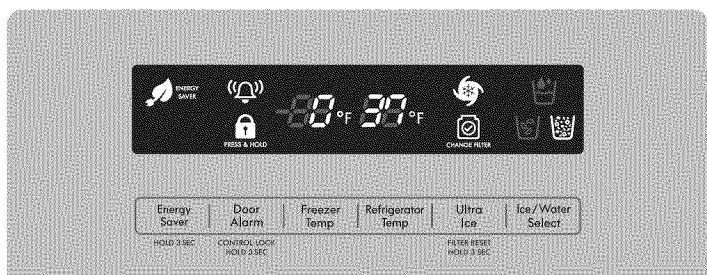 ENERGY
SAVER
0°F 37°F
PRESS & HOLD
CHANGE FILTER
Energy
Saver
Door
Alarm
Freezer
Temp
Refrigerator
Temp
Ultra
Ice
Ice/Water
Select
HOLD 3 SEC
CONTROL LOCK
HOLD 3 SEC
FILTER RESET
HOLD 3 SEC